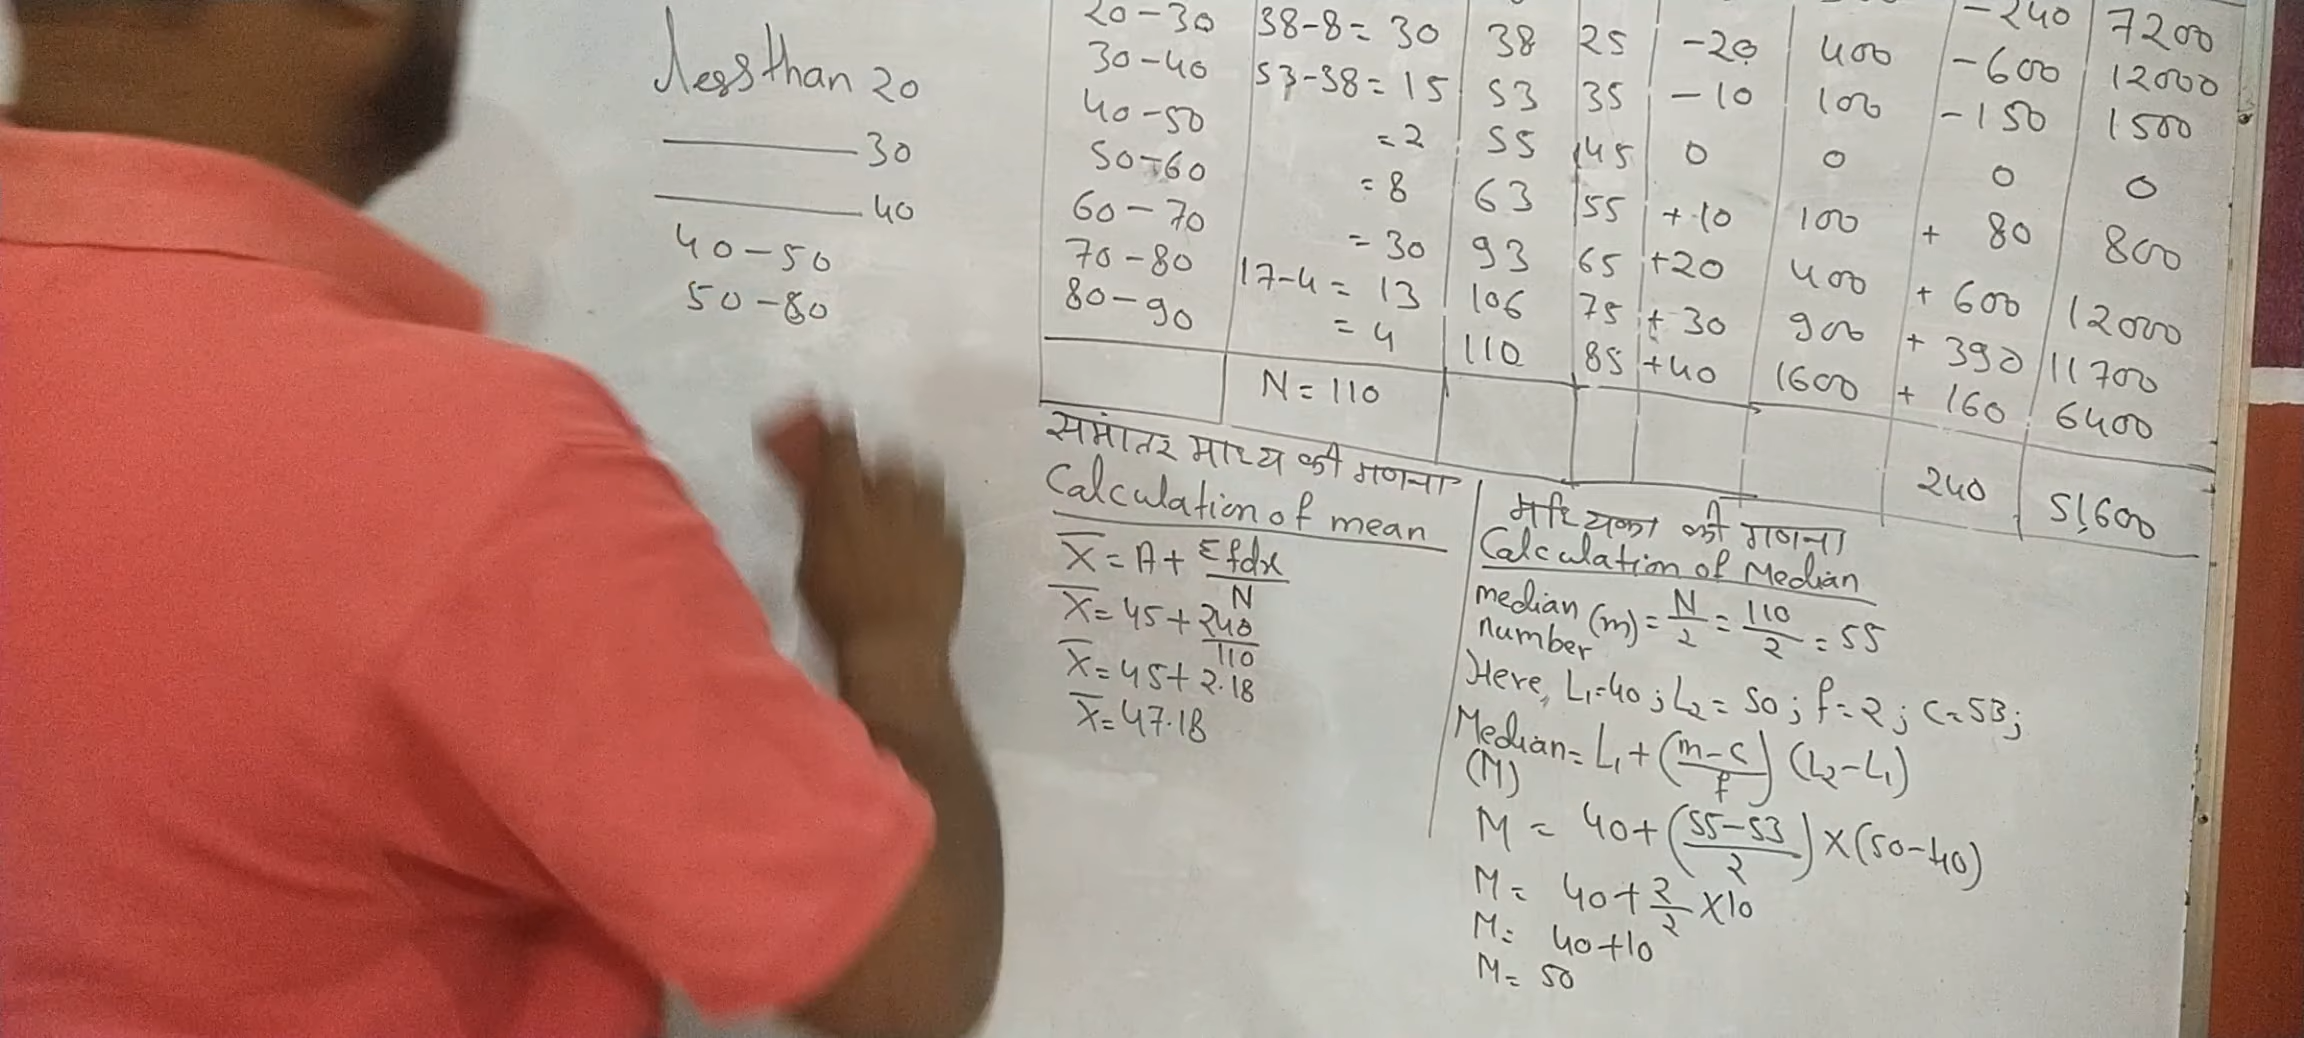 less than 20
30
40
40-50
50-80
-240 7200
20-30 38-8= 30 38 25 -20 400 -600 12000
30-40 53-38= 15 53 35 -10 100 -150 1500
40-50 =2 55 45 0 0 0 0
50-60 =8 63 55 +10 100 + 80 800
60-70 =30 93 65 +20 400 + 600 12000
70-80 17-4= 13 106 75 +30 900 + 390 11700
80-90 =4 110 85 +40 1600 + 160 6400
N=110 240 51,600
समांतर माध्य की गणना
Calculation of mean
X̅ = A + Σfdx/N
X̅ = 45 + 240/110
X̅ = 45 + 2.18
X̅ = 47.18
मध्यिका की गणना
Calculation of Median
median number (m) = N/2 = 110/2 = 55
Here, L₁=40; L₂=50; f=2; C=53;
Median (M) = L₁ + (m-c/f) (L₂-L₁)
M = 40+ (55-53/2) X (50-40)
M = 40+ 2/2 X10
M = 40+10
M = 50